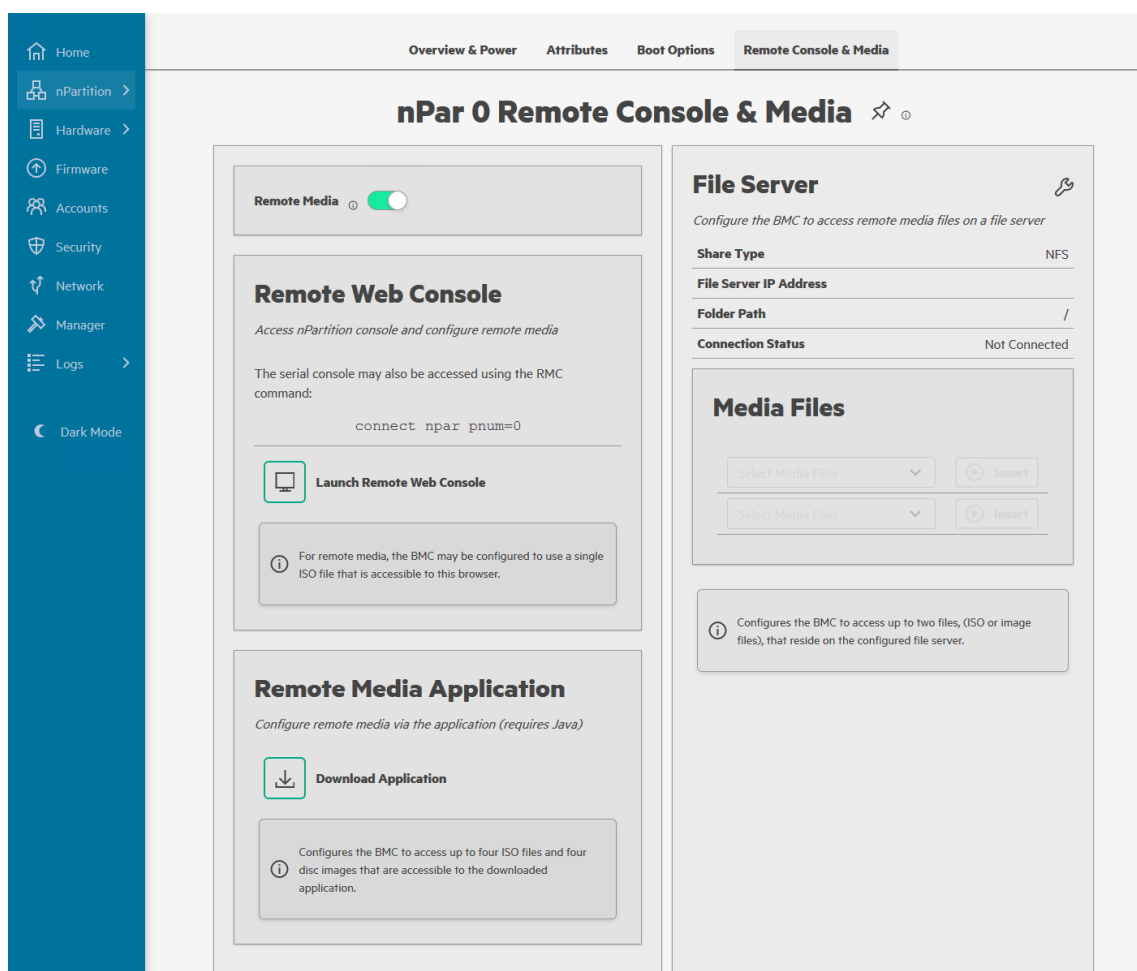 Home
nPartition
Hardware
Firmware
Accounts
Security
Network
Manager
Logs
Dark Mode
Overview & Power Attributes Boot Options Remote Console & Media
nPar 0 Remote Console & Media
Remote Media
Remote Web Console
Access nPartition console and configure remote media
The serial console may also be accessed using the RMC
command:
connect npar pnum=0
Launch Remote Web Console
For remote media, the BMC may be configured to use a single
ISO file that is accessible to this browser.
Remote Media Application
Configure remote media via the application (requires Java)
Download Application
Configures the BMC to access up to four ISO files and four
disc images that are accessible to the downloaded
application.
File Server
Configure the BMC to access remote media files on a file server
Share Type NFS
File Server IP Address
Folder Path /
Connection Status Not Connected
Media Files
Select Media Files Insert
Select Media Files Insert
Configures the BMC to access up to two files, (ISO or image
files), that reside on the configured file server.